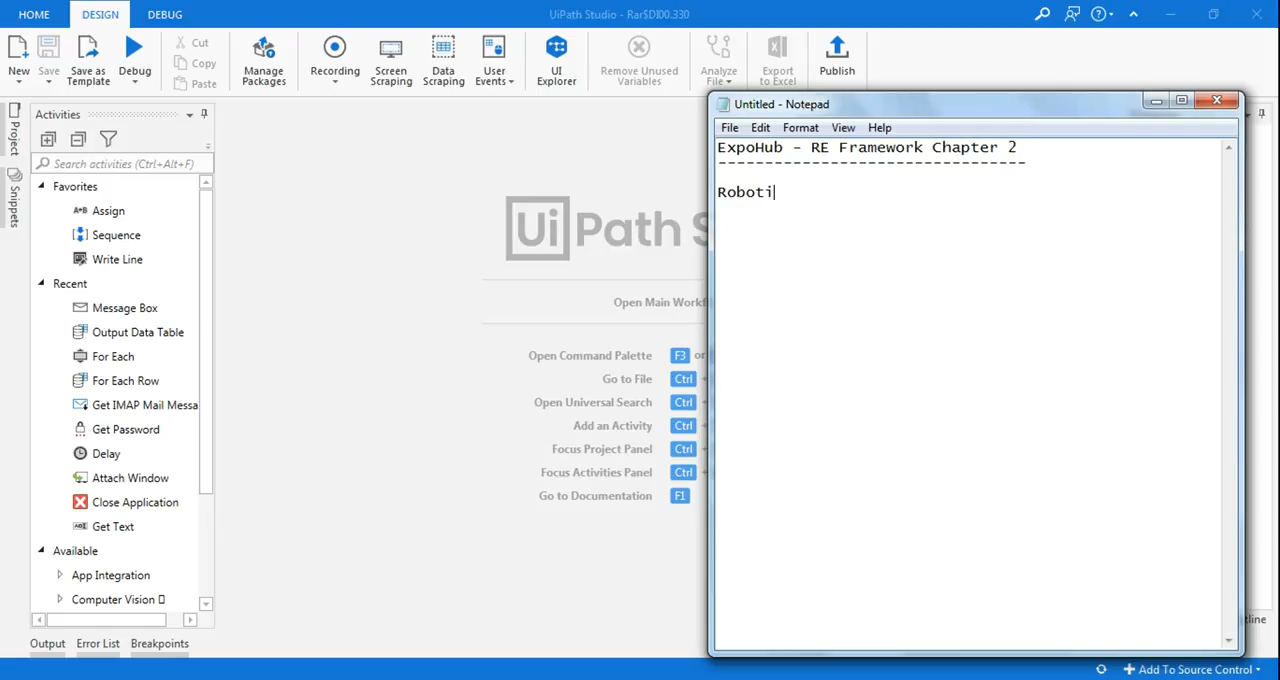 HOME DESIGN DEBUG
UiPath Studio - Rar$DI00.330
New Save Save as Template Debug
Cut
Copy
Paste
Manage Packages
Recording Screen Scraping Data Scraping User Events
UI Explorer
Remove Unused Variables
Analyze File
Export to Excel
Publish
Project
Snippets
Activities
Search activities (Ctrl+Alt+F)
Favorites
Assign
Sequence
Write Line
Recent
Message Box
Output Data Table
For Each
For Each Row
Get IMAP Mail Messa
Get Password
Delay
Attach Window
Close Application
Get Text
Available
App Integration
Computer Vision
UiPath S
Open Main Workf
Open Command Palette F3 or
Go to File Ctrl +
Open Universal Search Ctrl +
Add an Activity Ctrl +
Focus Project Panel Ctrl +
Focus Activities Panel Ctrl +
Go to Documentation F1
Untitled - Notepad
File Edit Format View Help
ExpoHub - RE Framework Chapter 2
---------------------------------
Roboti
tline
Output Error List Breakpoints
Add To Source Control